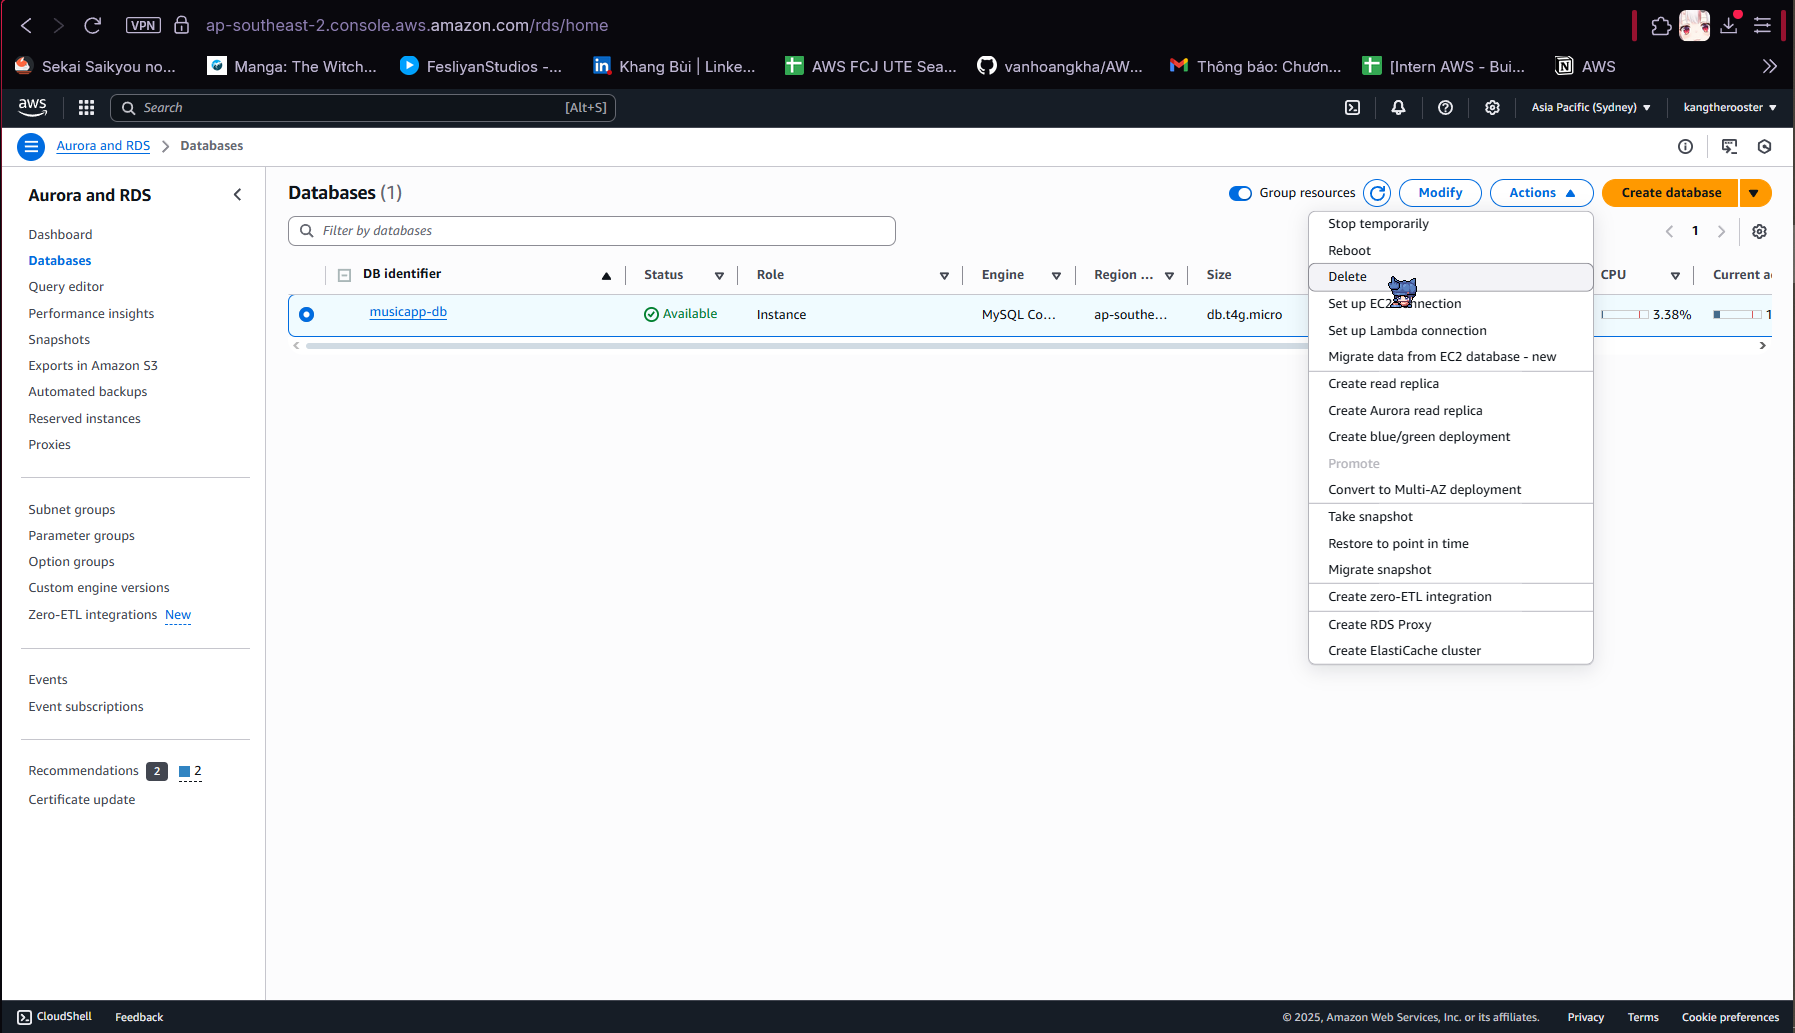 VPN ap-southeast-2.console.aws.amazon.com/rds/home
Sekai Saikyou no... Manga: The Witch... FesliyanStudios -... Khang Bùi | Linke... AWS FCJ UTE Sea... vanhoangkha/AW... Thông báo: Chươn... [Intern AWS - Bui... AWS
aws Search [Alt+S] Asia Pacific (Sydney) kangtherooster
Aurora and RDS Databases
Aurora and RDS
Dashboard
Databases
Query editor
Performance insights
Snapshots
Exports in Amazon S3
Automated backups
Reserved instances
Proxies
Subnet groups
Parameter groups
Option groups
Custom engine versions
Zero-ETL integrations New
Events
Event subscriptions
Recommendations 2 2
Certificate update
Databases (1) Group resources Modify Actions Create database
Filter by databases 1
DB identifier Status Role Engine Region ... Size CPU Current a
musicapp-db Available Instance MySQL Co... ap-southe... db.t4g.micro 3.38% 1
Stop temporarily
Reboot
Delete
Set up EC2 connection
Set up Lambda connection
Migrate data from EC2 database - new
Create read replica
Create Aurora read replica
Create blue/green deployment
Promote
Convert to Multi-AZ deployment
Take snapshot
Restore to point in time
Migrate snapshot
Create zero-ETL integration
Create RDS Proxy
Create ElastiCache cluster
CloudShell Feedback © 2025, Amazon Web Services, Inc. or its affiliates. Privacy Terms Cookie preferences